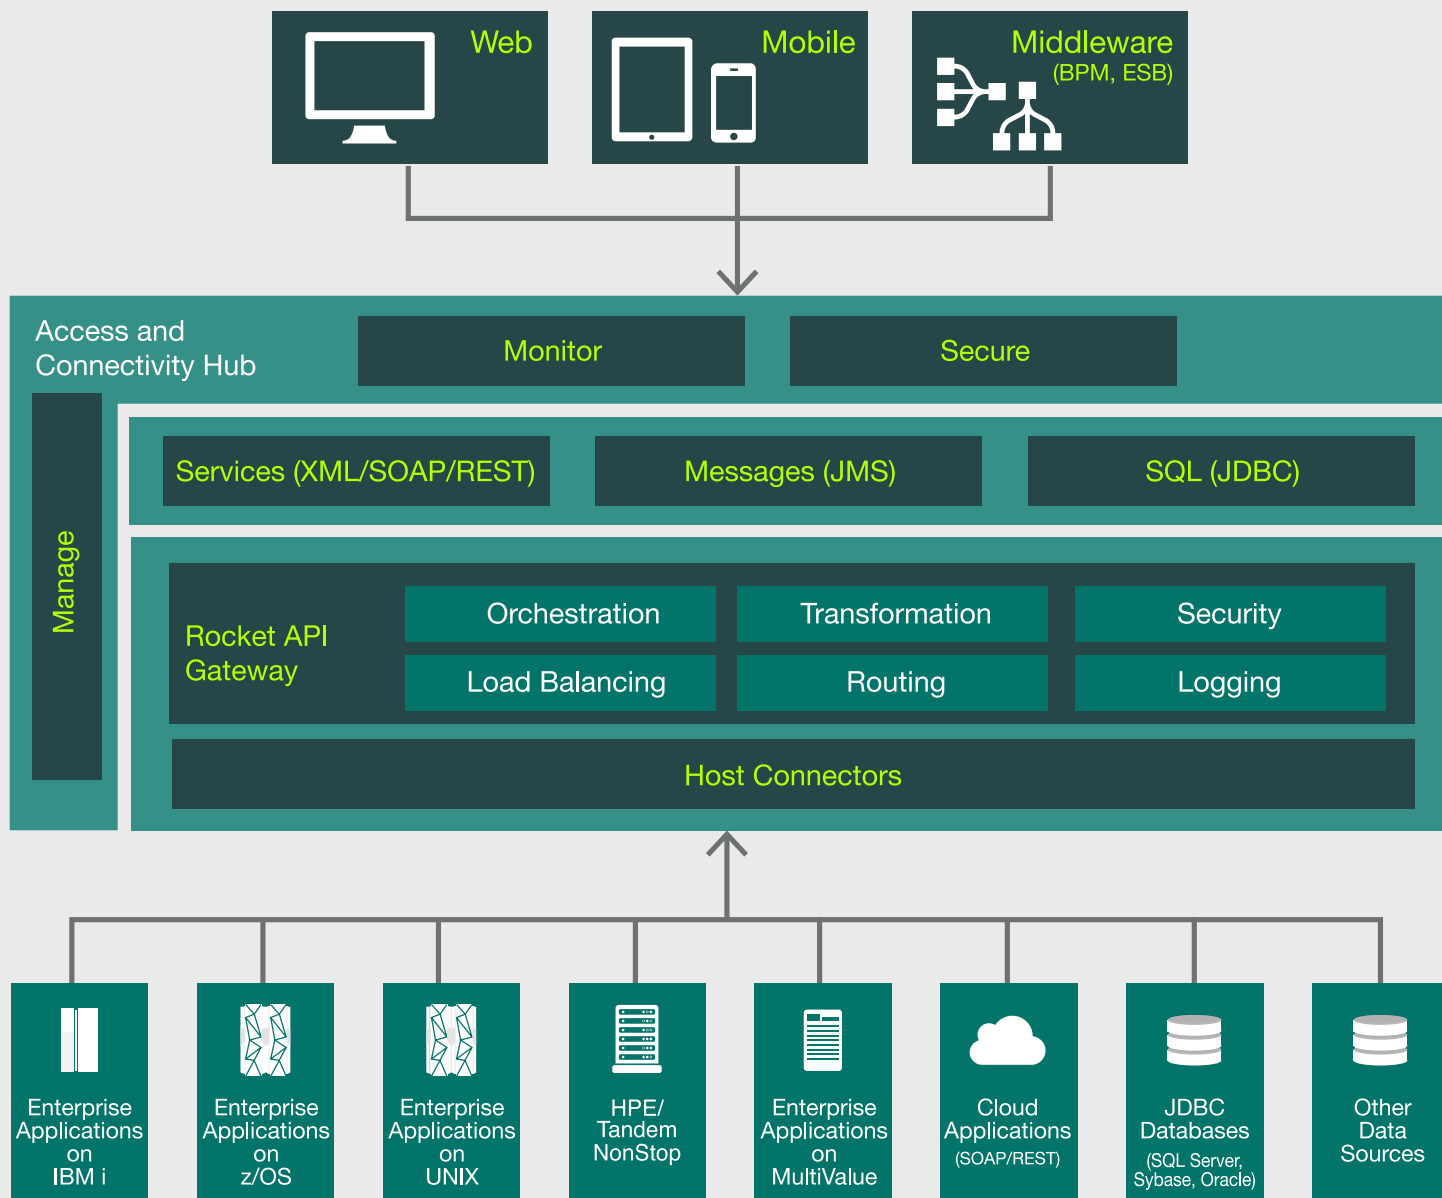 Web
Mobile
Middleware
(BPM, ESB)
Access and
Connectivity Hub
Monitor
Secure
Manage
Services (XML/SOAP/REST)
Messages (JMS)
SQL (JDBC)
Rocket API
Gateway
Orchestration
Transformation
Security
Load Balancing
Routing
Logging
Host Connectors
Enterprise
Applications
on
IBM i
Enterprise
Applications
on
z/OS
Enterprise
Applications
on
UNIX
HPE/
Tandem
NonStop
Enterprise
Applications
on
MultiValue
Cloud
Applications
(SOAP/REST)
JDBC
Databases
(SQL Server,
Sybase, Oracle)
Other
Data
Sources